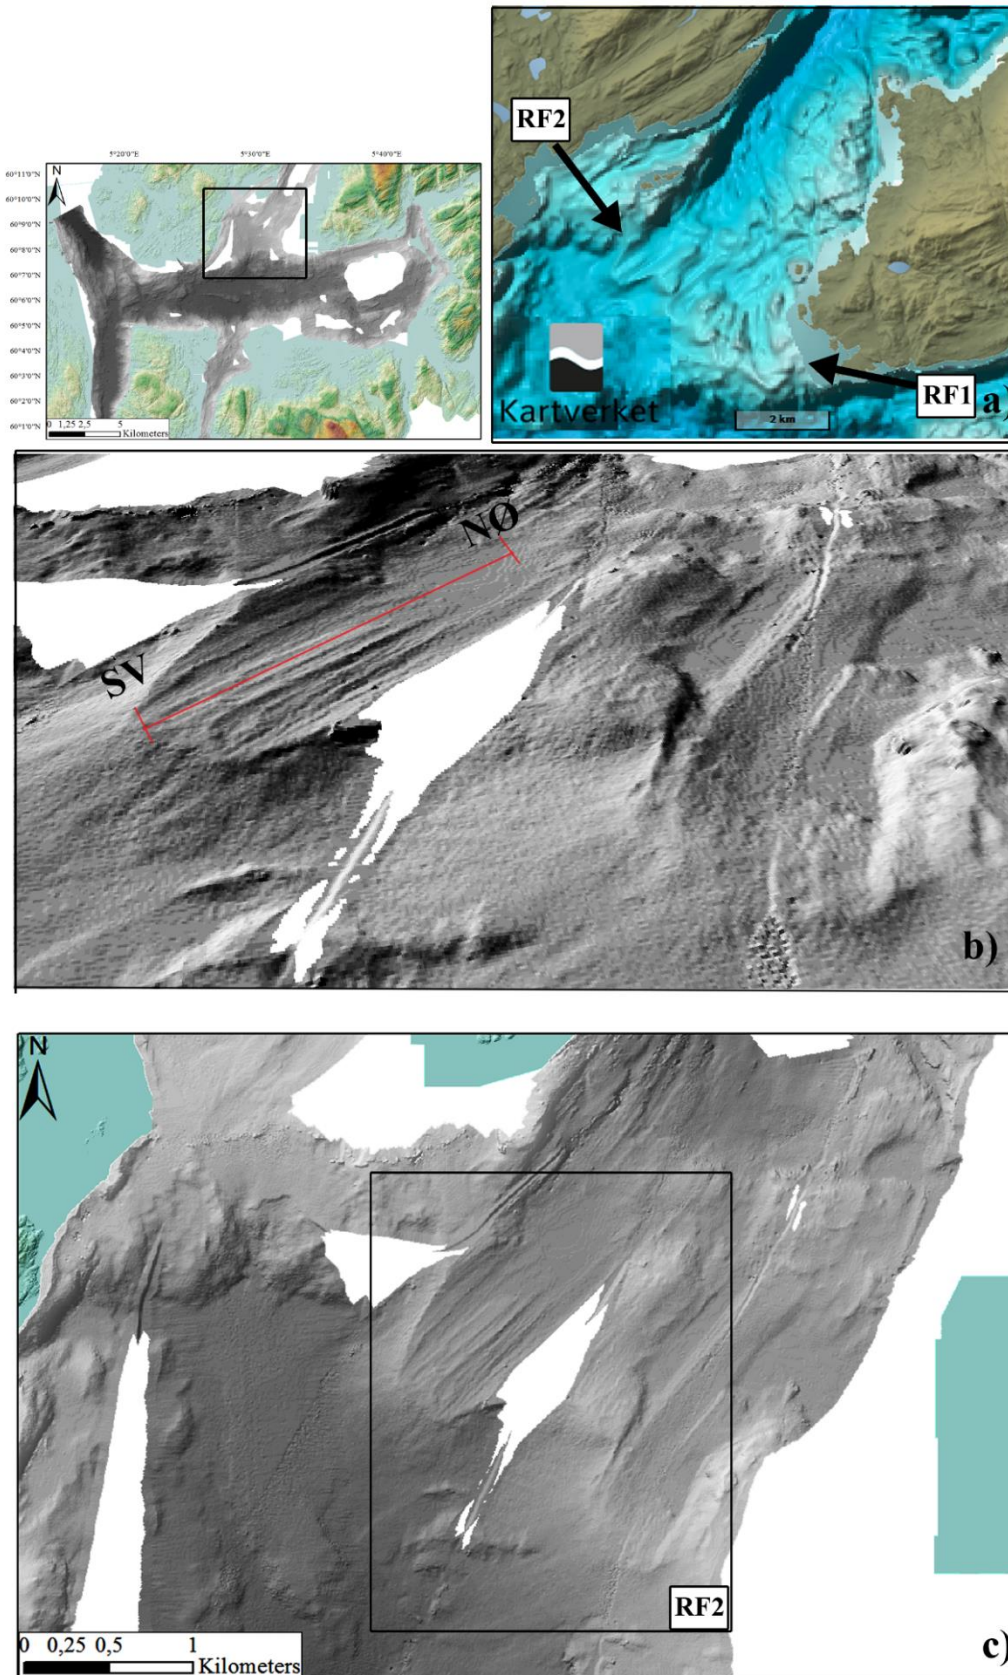 RF2
RF1
a)
Kartverket
2 km
5°20'0"E
5°30'0"E
5°40'0"E
60°11'0"N
60°10'0"N
60°9'0"N
60°8'0"N
60°7'0"N
60°6'0"N
60°5'0"N
60°4'0"N
60°3'0"N
60°2'0"N
60°1'0"N
N
0 1,25 2,5 5
Kilometers
NØ
SV
b)
N
RF2
0 0,25 0,5 1
Kilometers
c)